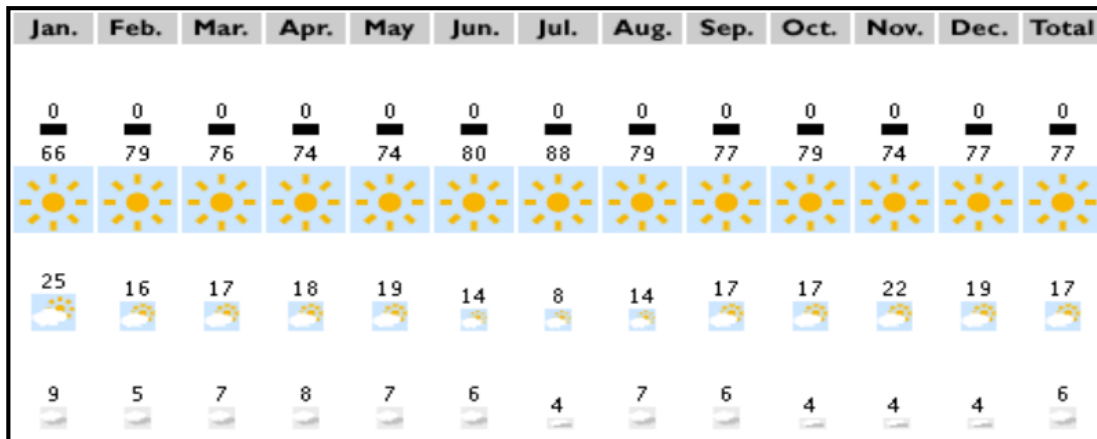 Jan. Feb. Mar. Apr. May Jun. Jul. Aug. Sep. Oct. Nov. Dec. Total
0 0 0 0 0 0 0 0 0 0 0 0 0
66 79 76 74 74 80 88 79 77 79 74 77 77
25 16 17 18 19 14 8 14 17 17 22 19 17
9 5 7 8 7 6 4 7 6 4 4 4 6